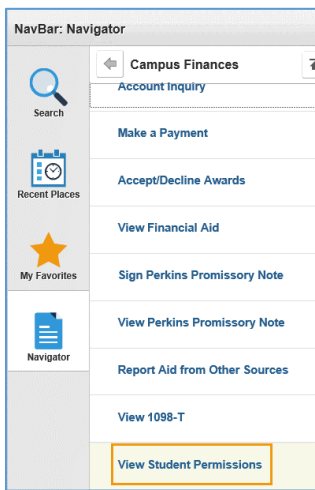 NavBar: Navigator
Campus Finances
Search
Recent Places
My Favorites
Navigator
Account Inquiry
Make a Payment
Accept/Decline Awards
View Financial Aid
Sign Perkins Promissory Note
View Perkins Promissory Note
Report Aid from Other Sources
View 1098-T
View Student Permissions